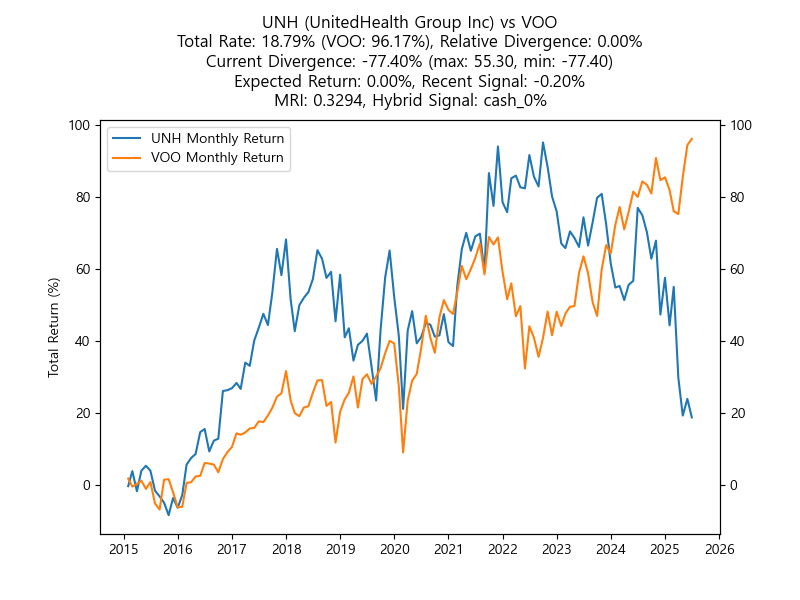 UNH (UnitedHealth Group Inc) vs VOO
Total Rate: 18.79% (VOO: 96.17%), Relative Divergence: 0.00%
Current Divergence: -77.40% (max: 55.30, min: -77.40)
Expected Return: 0.00%, Recent Signal: -0.20%
MRI: 0.3294, Hybrid Signal: cash_0%
UNH Monthly Return
VOO Monthly Return
Total Return (%)
100
80
60
40
20
0
100
80
60
40
20
0
2015 2016 2017 2018 2019 2020 2021 2022 2023 2024 2025 2026